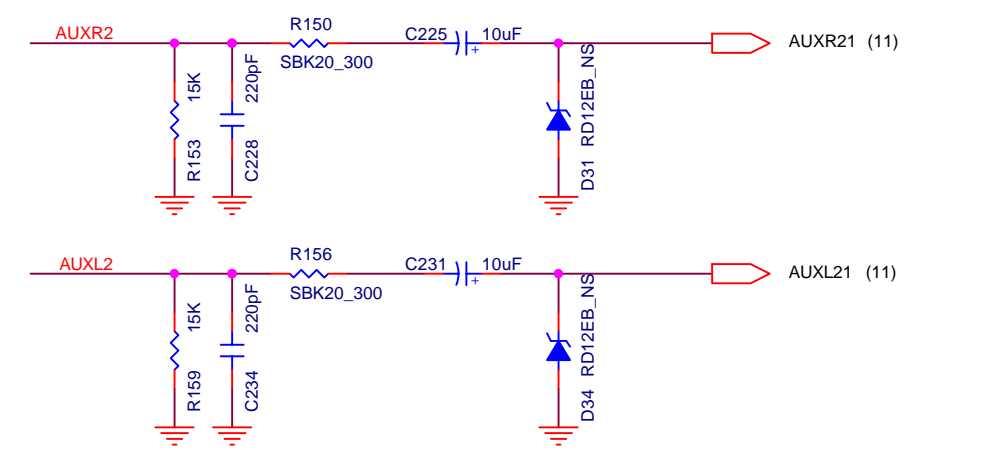 R150
AUXR2
C225
10uF
AUXR21 (11)
SBK20_300
15K
220pF
RD12EB_NS
R153
C228
D31
+
R156
AUXL2
C231
10uF
AUXL21 (11)
SBK20_300
15K
220pF
RD12EB_NS
R159
C234
D34
+